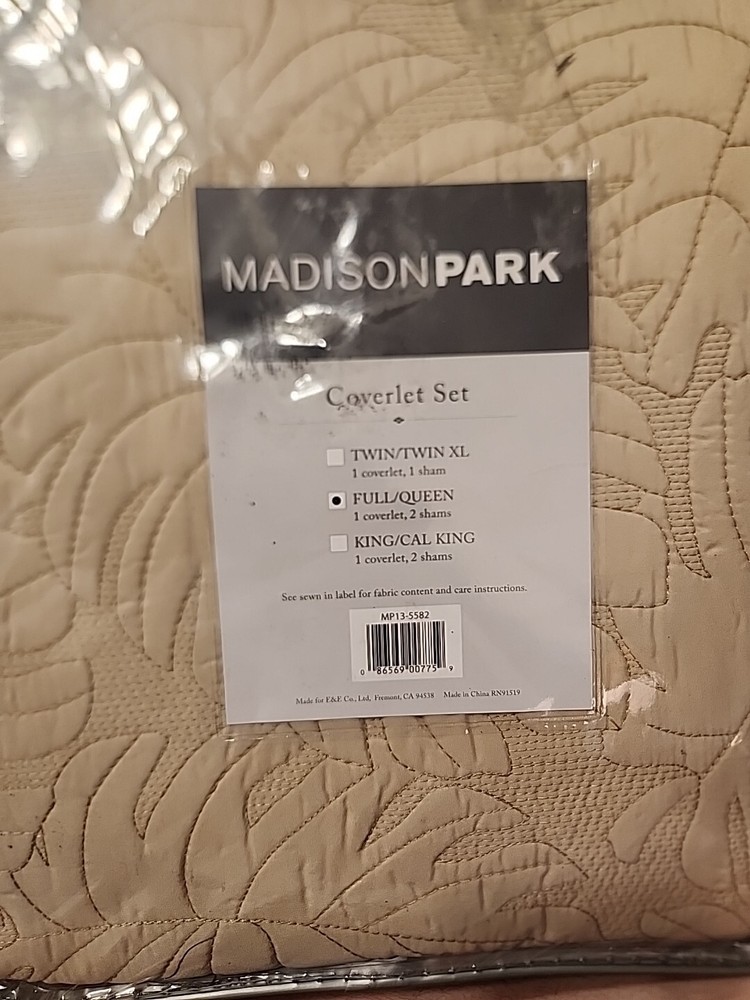 MADISONPARK
Coverlet Set
TWIN/TWIN XL
1 coverlet, 1 sham
FULL/QUEEN
1 coverlet, 2 shams
KING/CAL KING
1 coverlet, 2 shams
See sewn in label for fabric content and care instructions.
MP13-5582
0 86569 00775 9
Made for E&E Co., Ltd, Fremont, CA 94538 Made in China RN91519